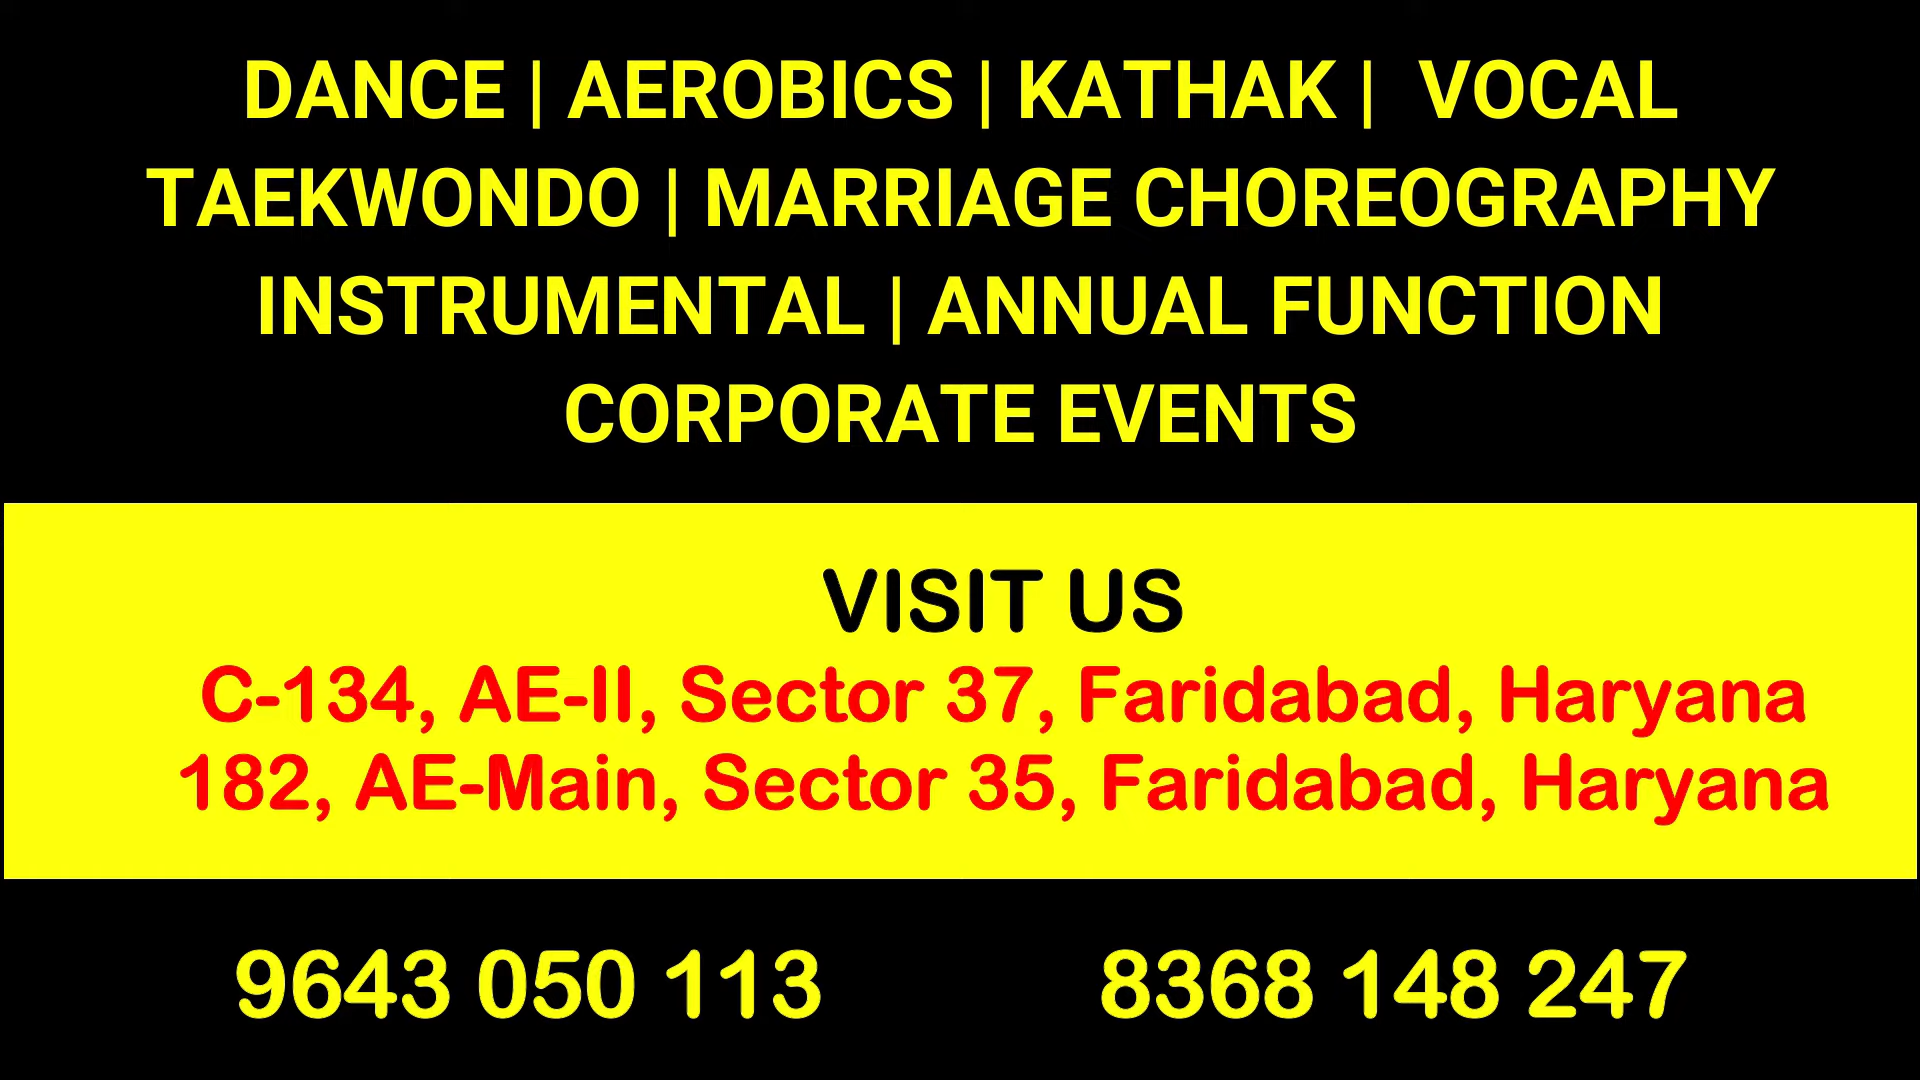 DANCE | AEROBICS | KATHAK | VOCAL
TAEKWONDO | MARRIAGE CHOREOGRAPHY
INSTRUMENTAL | ANNUAL FUNCTION
CORPORATE EVENTS
VISIT US
C-134, AE-II, Sector 37, Faridabad, Haryana
182, AE-Main, Sector 35, Faridabad, Haryana
9643 050 113 8368 148 247